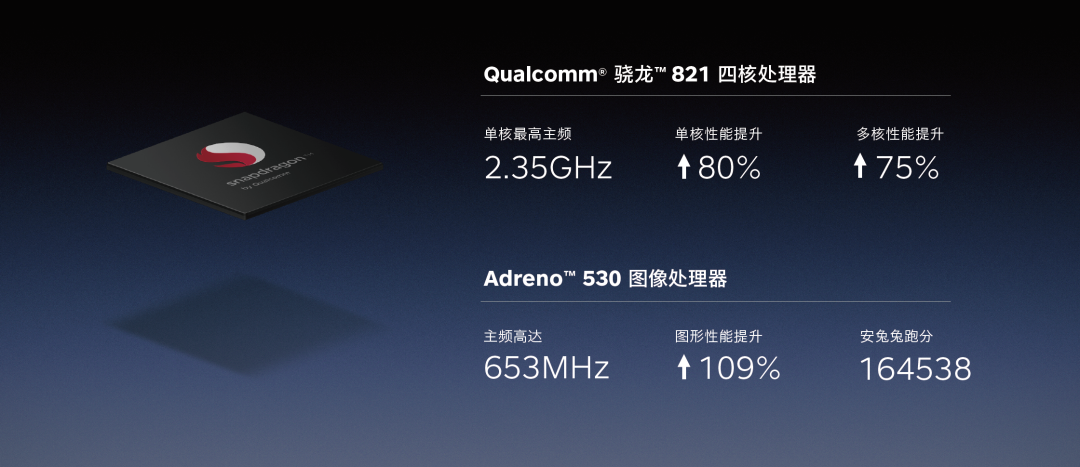 snapdragon™
by Qualcomm
Qualcomm® 骁龙™ 821 四核处理器
单核最高主频 单核性能提升 多核性能提升
2.35GHz 80% 75%
Adreno™ 530 图像处理器
主频高达 图形性能提升 安兔兔跑分
653MHz 109% 164538